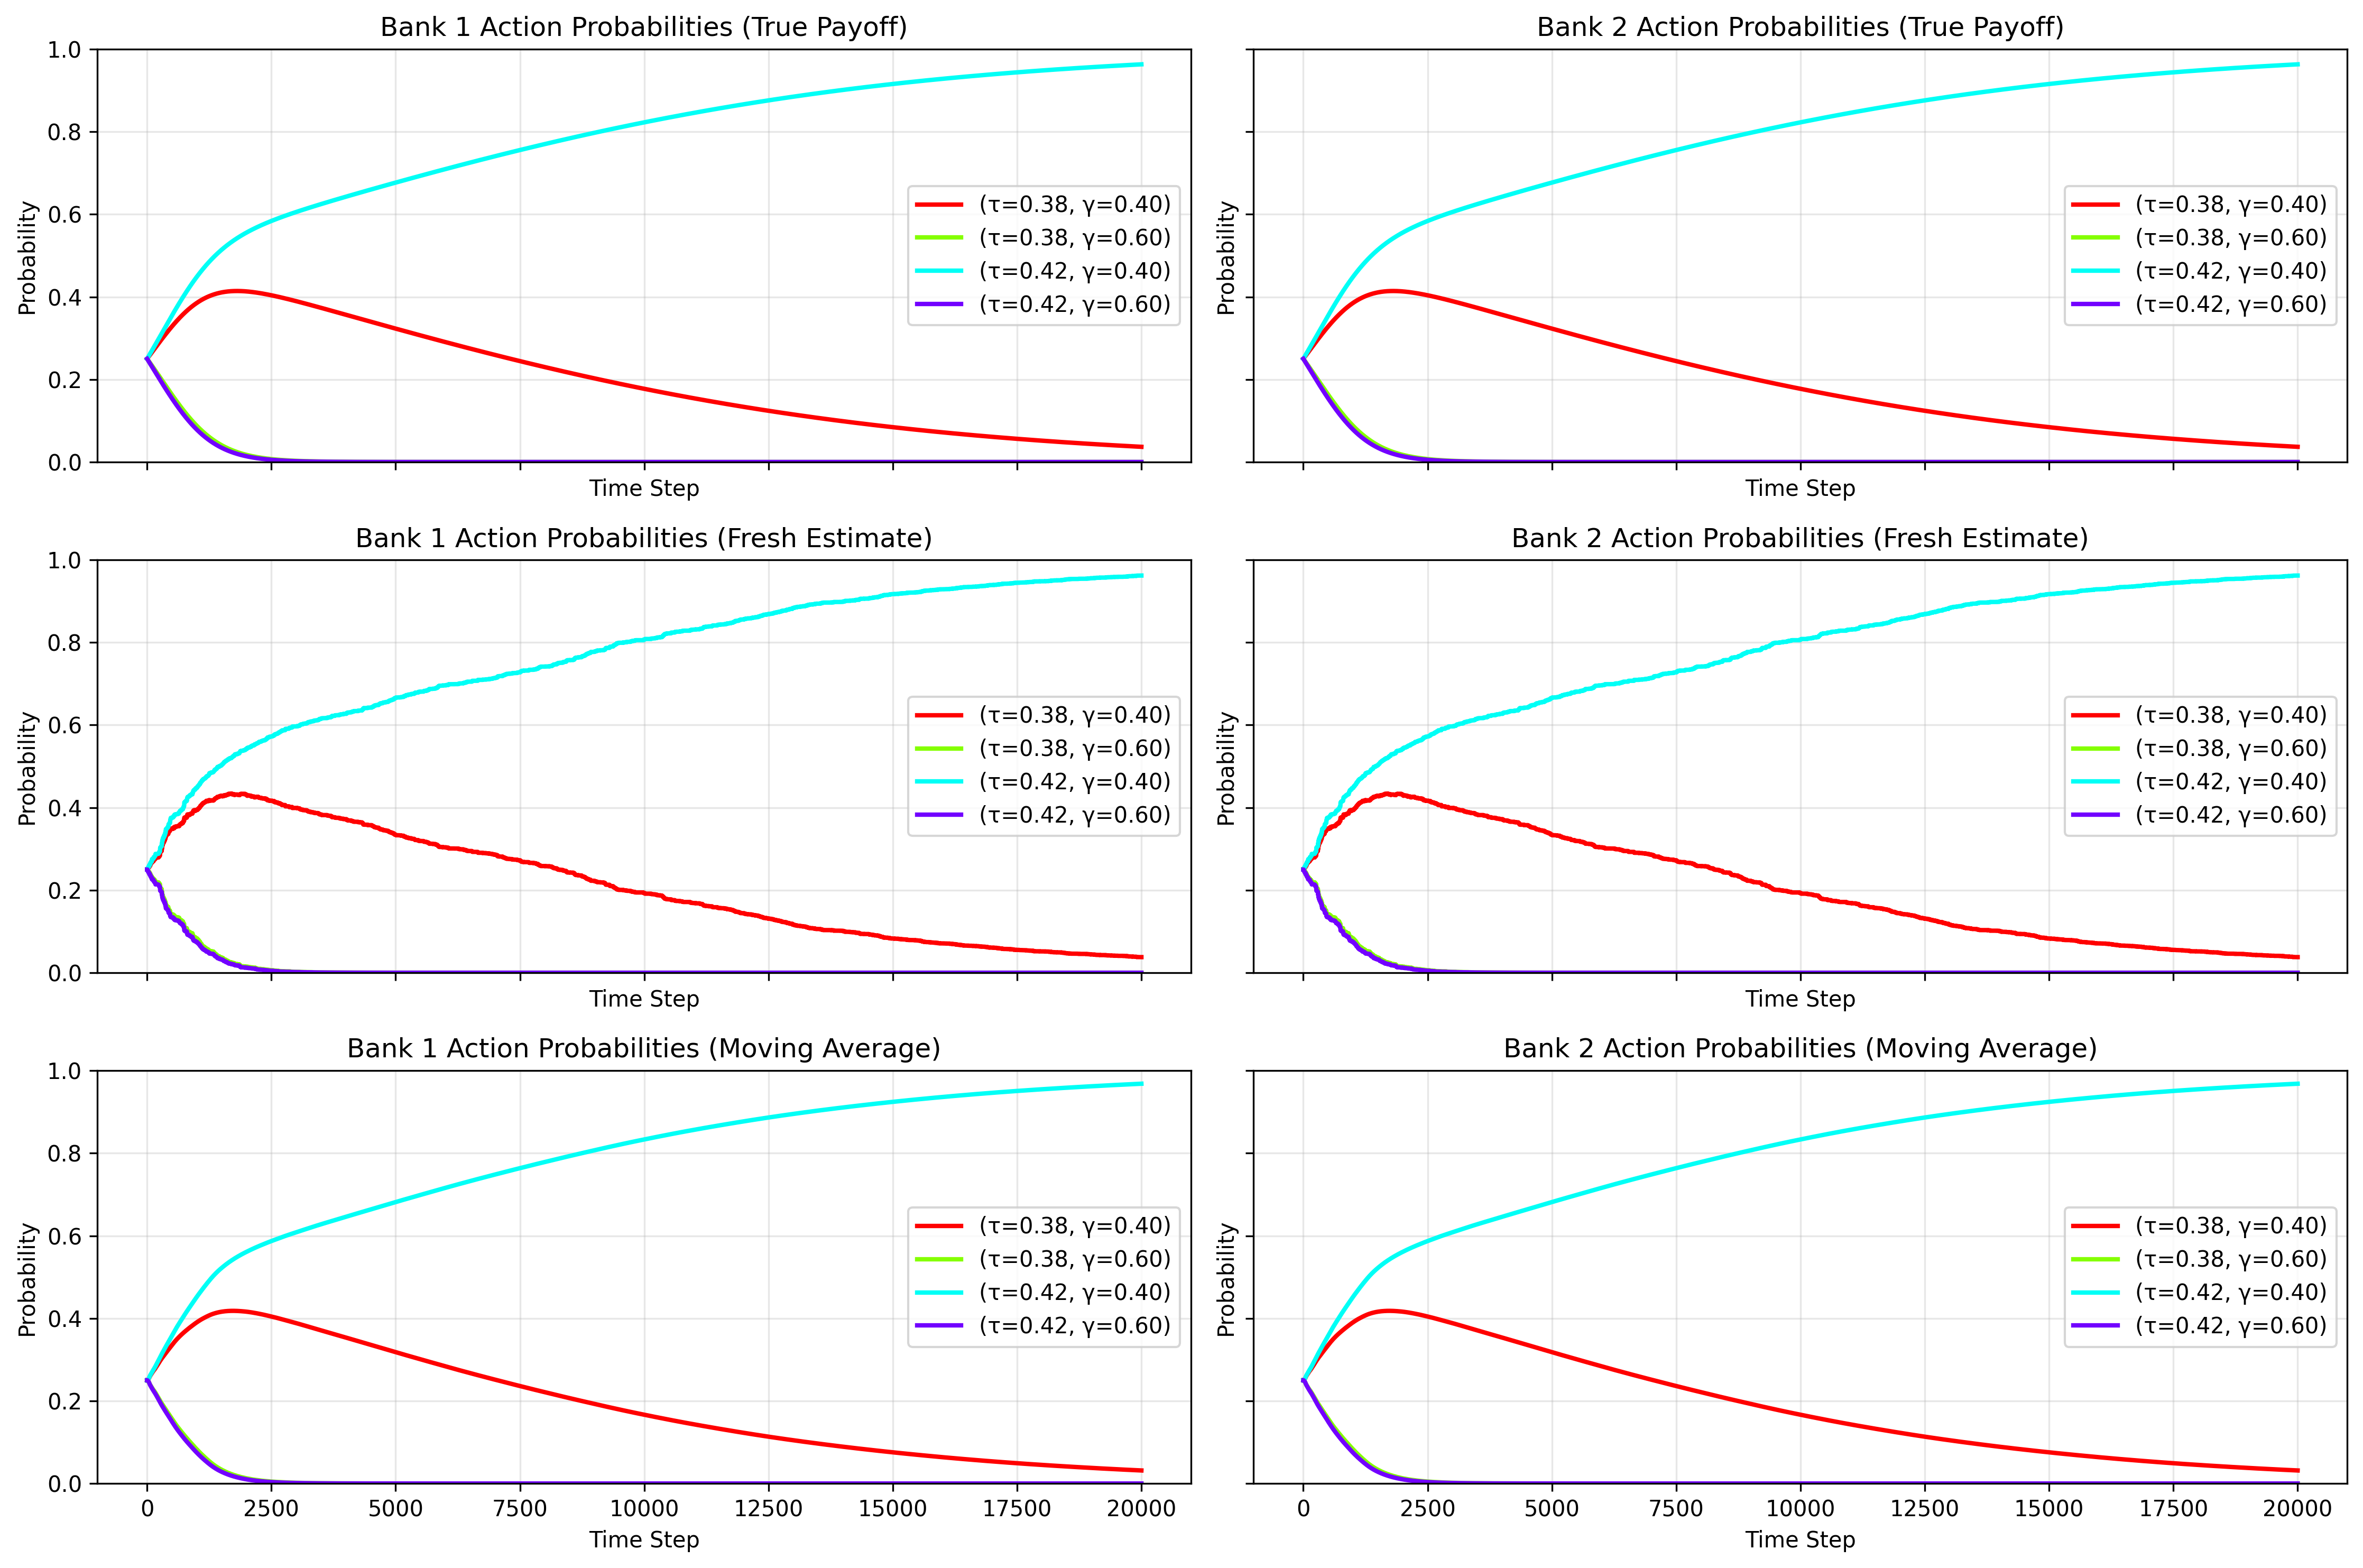 Bank 1 Action Probabilities (True Payoff)
Probability
1.0
0.8
0.6
0.4
0.2
0.0
(τ=0.38, γ=0.40)
(τ=0.38, γ=0.60)
(τ=0.42, γ=0.40)
(τ=0.42, γ=0.60)
Time Step
Bank 2 Action Probabilities (True Payoff)
Probability
(τ=0.38, γ=0.40)
(τ=0.38, γ=0.60)
(τ=0.42, γ=0.40)
(τ=0.42, γ=0.60)
Time Step
Bank 1 Action Probabilities (Fresh Estimate)
Probability
1.0
0.8
0.6
0.4
0.2
0.0
(τ=0.38, γ=0.40)
(τ=0.38, γ=0.60)
(τ=0.42, γ=0.40)
(τ=0.42, γ=0.60)
Time Step
Bank 2 Action Probabilities (Fresh Estimate)
Probability
(τ=0.38, γ=0.40)
(τ=0.38, γ=0.60)
(τ=0.42, γ=0.40)
(τ=0.42, γ=0.60)
Time Step
Bank 1 Action Probabilities (Moving Average)
Probability
1.0
0.8
0.6
0.4
0.2
0.0
(τ=0.38, γ=0.40)
(τ=0.38, γ=0.60)
(τ=0.42, γ=0.40)
(τ=0.42, γ=0.60)
0 2500 5000 7500 10000 12500 15000 17500 20000
Time Step
Bank 2 Action Probabilities (Moving Average)
Probability
(τ=0.38, γ=0.40)
(τ=0.38, γ=0.60)
(τ=0.42, γ=0.40)
(τ=0.42, γ=0.60)
0 2500 5000 7500 10000 12500 15000 17500 20000
Time Step